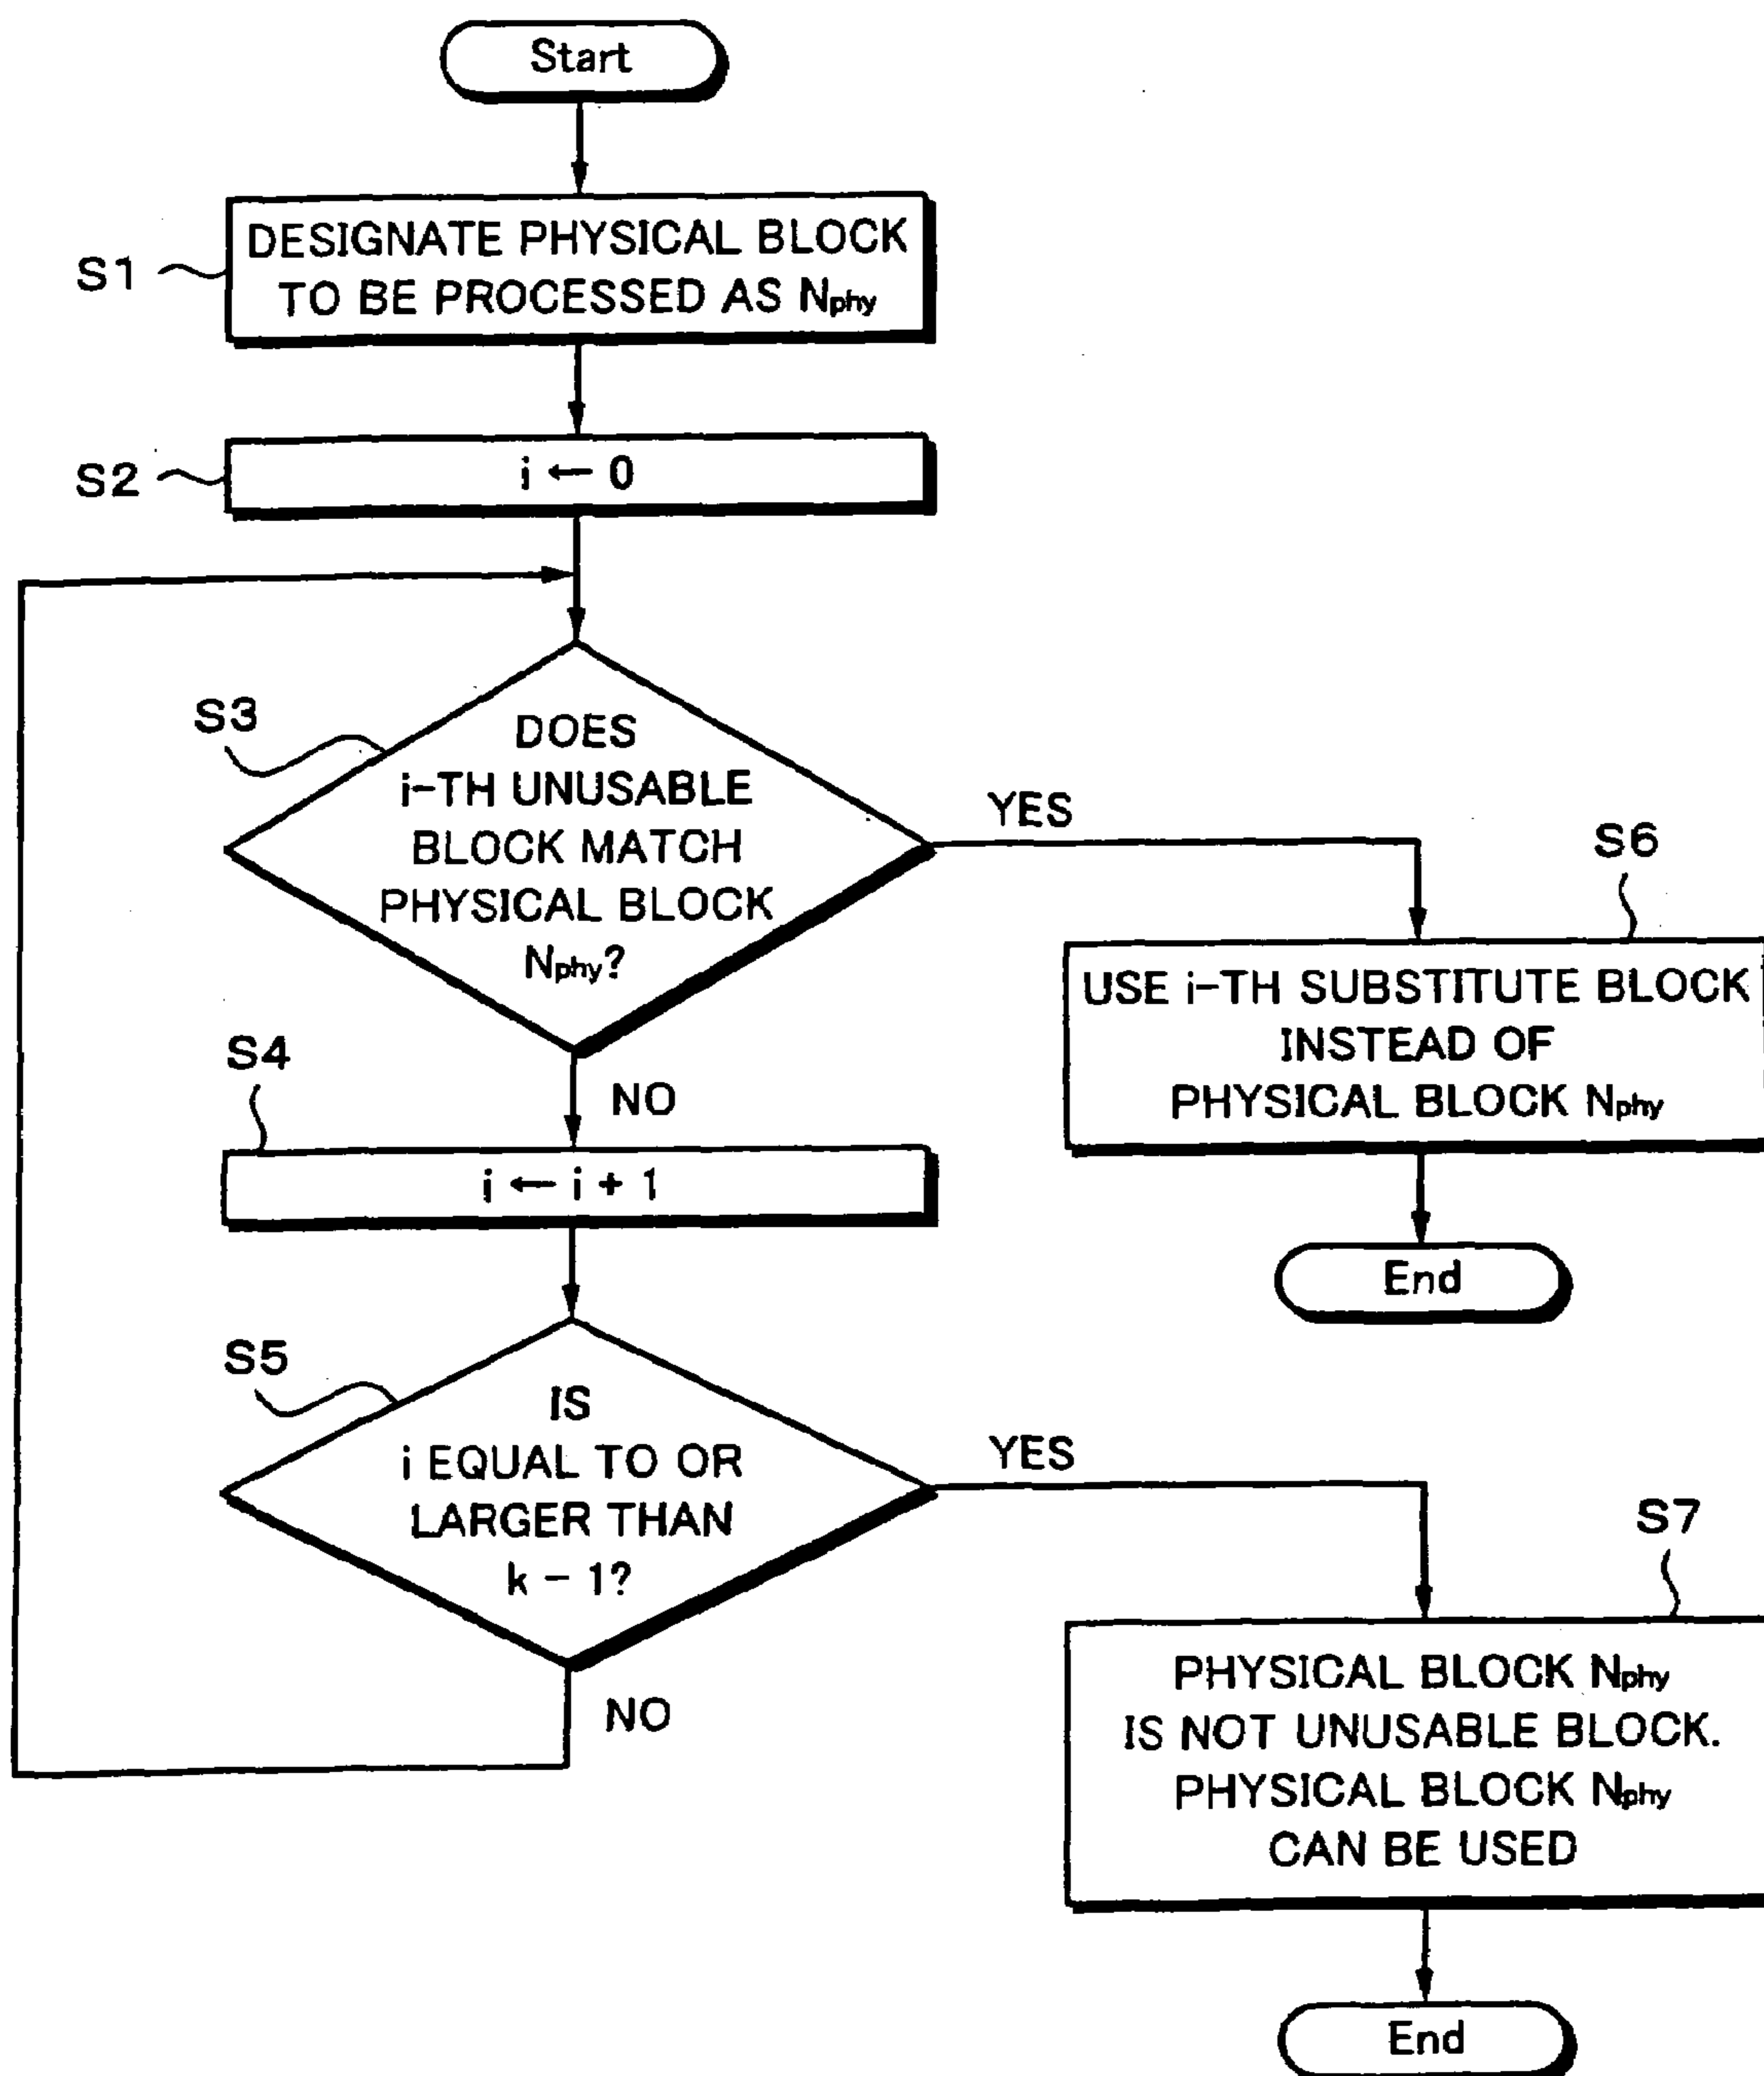 Start
S1
DESIGNATE PHYSICAL BLOCK
TO BE PROCESSED AS Nphy
S2
i ← 0
S3
DOES
i-TH UNUSABLE
BLOCK MATCH
PHYSICAL BLOCK
Nphy?
YES
S6
USE i-TH SUBSTITUTE BLOCK
INSTEAD OF
PHYSICAL BLOCK Nphy
End
NO
S4
i ← i + 1
S5
IS
i EQUAL TO OR
LARGER THAN
k - 1?
YES
S7
PHYSICAL BLOCK Nphy
IS NOT UNUSABLE BLOCK.
PHYSICAL BLOCK Nphy
CAN BE USED
End
NO